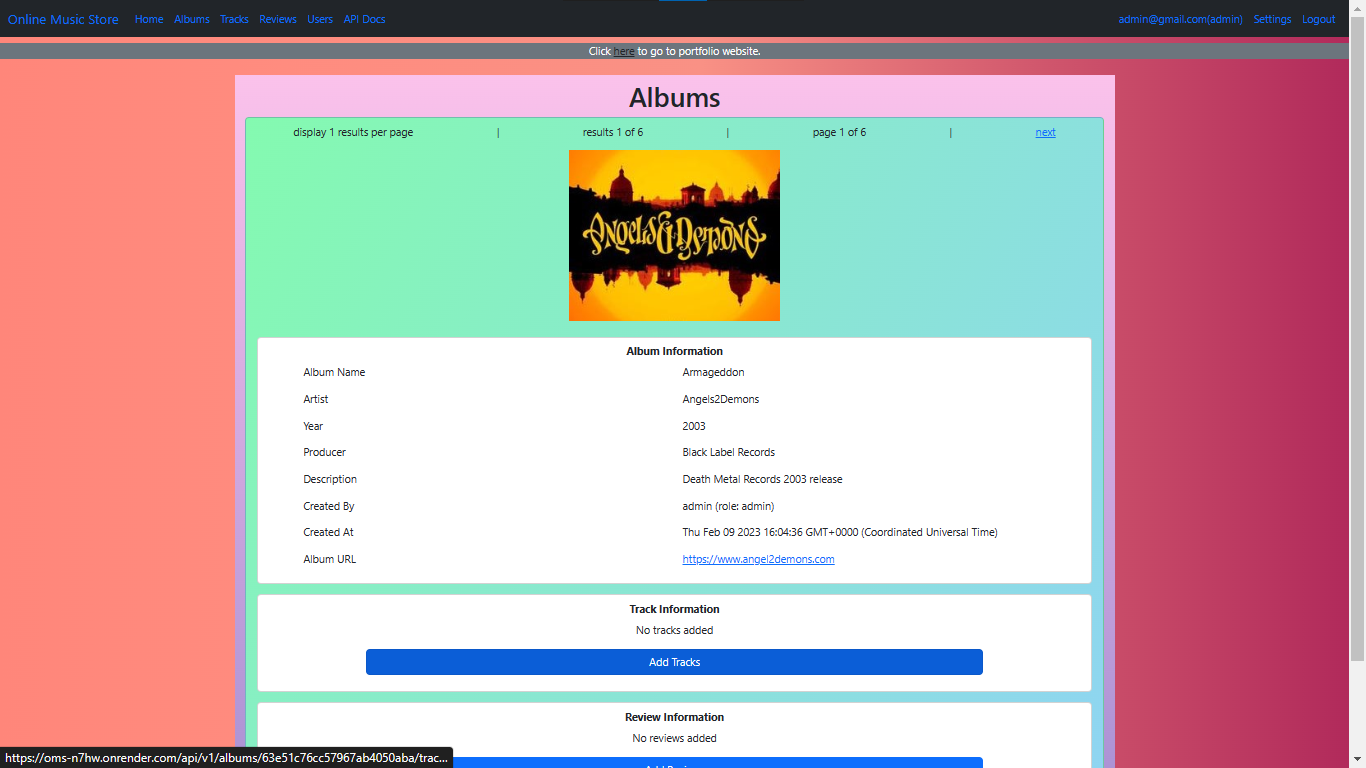 Online Music Store Home Albums Tracks Reviews Users API Docs admin@gmail.com(admin) Settings Logout
Click here to go to portfolio website.
Albums
display 1 results per page | results 1 of 6 | page 1 of 6 | next
Angels & Demons
Album Information
Album Name Armageddon
Artist Angels2Demons
Year 2003
Producer Black Label Records
Description Death Metal Records 2003 release
Created By admin (role: admin)
Created At Thu Feb 09 2023 16:04:36 GMT+0000 (Coordinated Universal Time)
Album URL https://www.angel2demons.com
Track Information
No tracks added
Add Tracks
Review Information
No reviews added
https://oms-n7hw.onrender.com/api/v1/albums/63e51c76cc57967ab4050aba/trac...